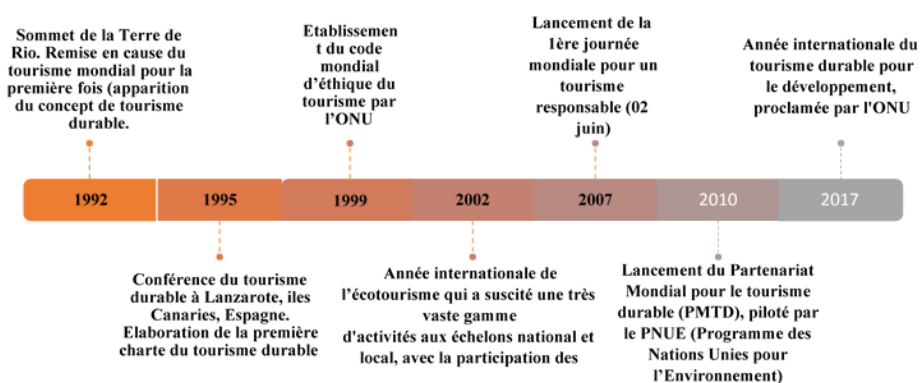 Sommet de la Terre de
Rio. Remise en cause du
tourisme mondial pour la
première fois (apparition
du concept de tourisme
durable.
Etablissemen
t du code
mondial
d'éthique du
tourisme par
l'ONU
Lancement de la
1ère journée
mondiale pour un
tourisme
responsable (02
juin)
Année internationale du
tourisme durable pour
le développement,
proclamée par l'ONU
1992
1995
1999
2002
2007
2010
2017
Conférence du tourisme
durable à Lanzarote, iles
Canaries, Espagne.
Elaboration de la première
charte du tourisme durable
Année internationale de
l'écotourisme qui a suscité une très
vaste gamme
d'activités aux échelons national et
local, avec la participation des
Lancement du Partenariat
Mondial pour le tourisme
durable (PMTD), piloté par
le PNUE (Programme des
Nations Unies pour
l'Environnement)